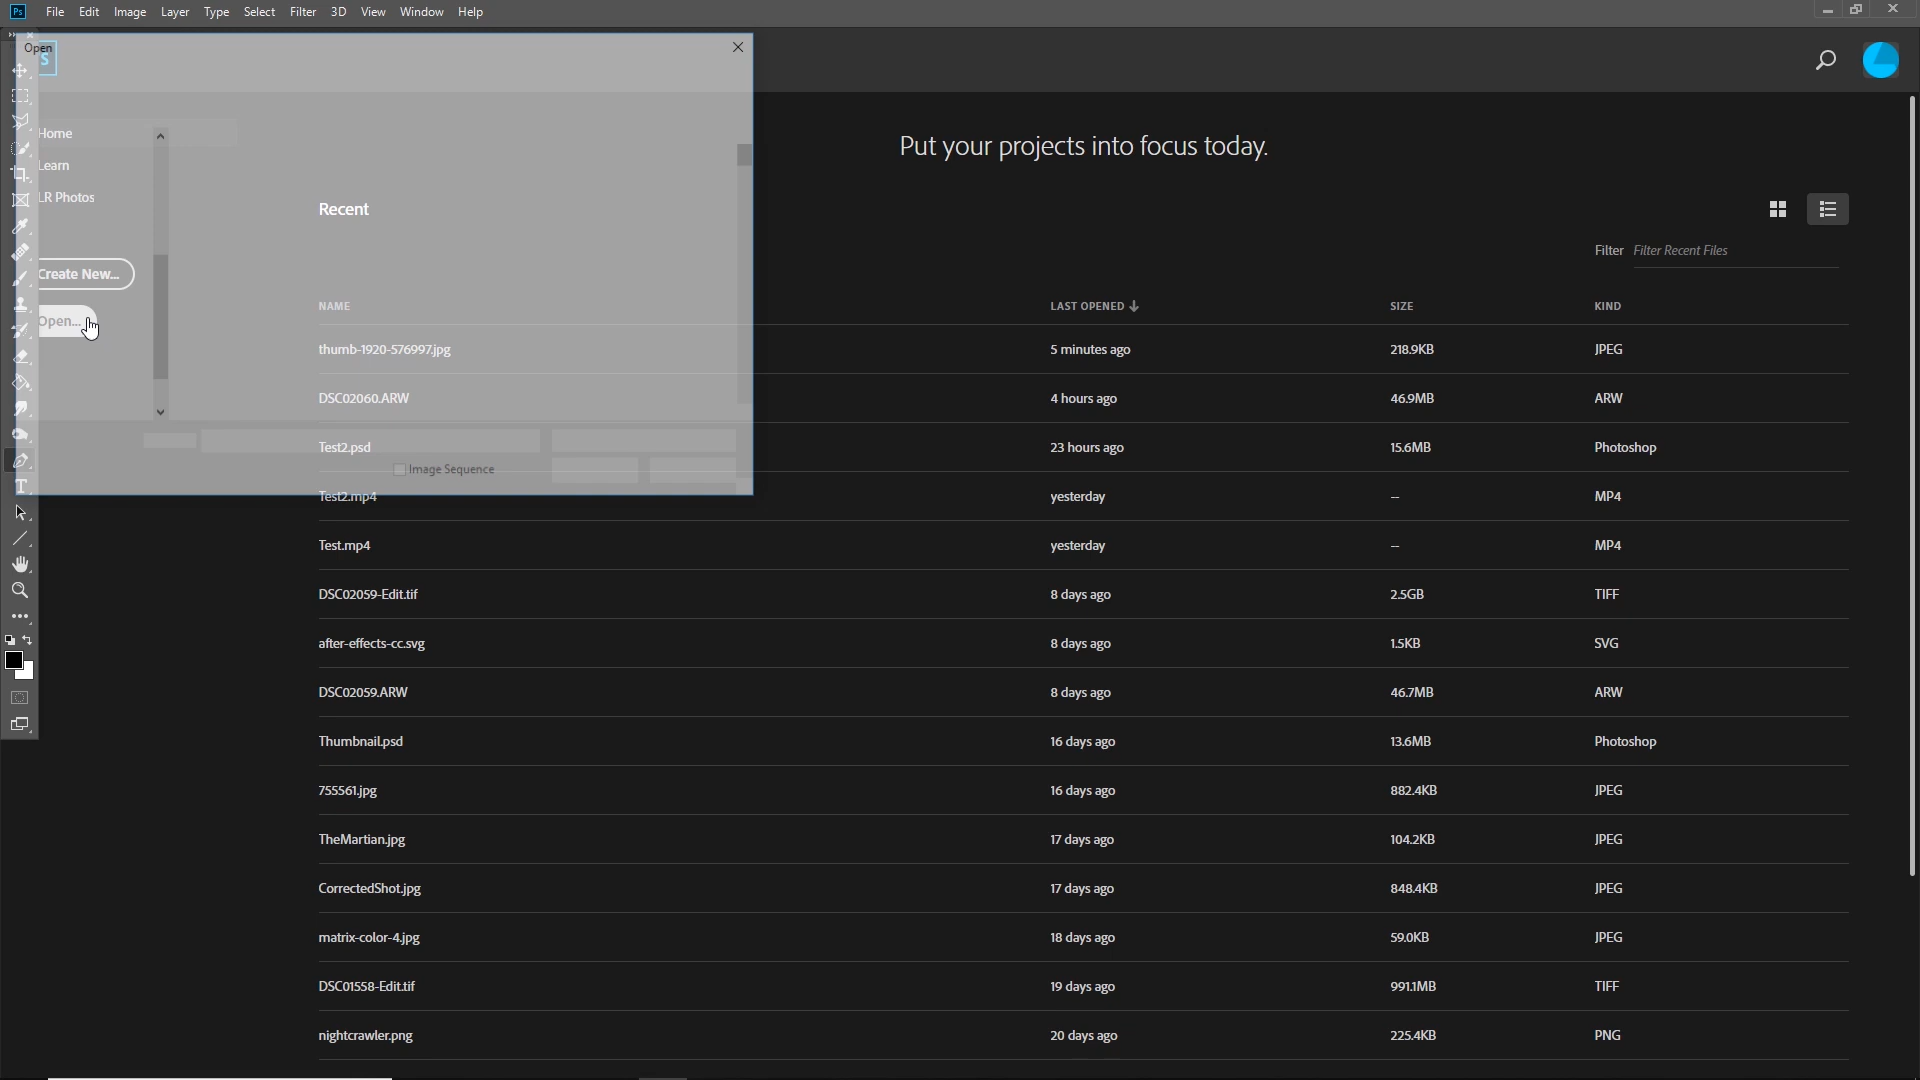 Ps File Edit Image Layer Type Select Filter 3D View Window Help
Open
S
Home
Learn
LR Photos
Create New...
Open...
Put your projects into focus today.
Recent
Filter Filter Recent Files
NAME LAST OPENED SIZE KIND
thumb-1920-576997.jpg 5 minutes ago 218.9KB JPEG
DSC02060.ARW 4 hours ago 46.9MB ARW
Test2.psd 23 hours ago 15.6MB Photoshop
Image Sequence
Test2.mp4 yesterday -- MP4
Test.mp4 yesterday -- MP4
DSC02059-Edit.tif 8 days ago 2.5GB TIFF
after-effects-cc.svg 8 days ago 1.5KB SVG
DSC02059.ARW 8 days ago 46.7MB ARW
Thumbnail.psd 16 days ago 13.6MB Photoshop
755561.jpg 16 days ago 882.4KB JPEG
TheMartian.jpg 17 days ago 104.2KB JPEG
CorrectedShot.jpg 17 days ago 848.4KB JPEG
matrix-color-4.jpg 18 days ago 59.0KB JPEG
DSC01558-Edit.tif 19 days ago 991.1MB TIFF
nightcrawler.png 20 days ago 225.4KB PNG